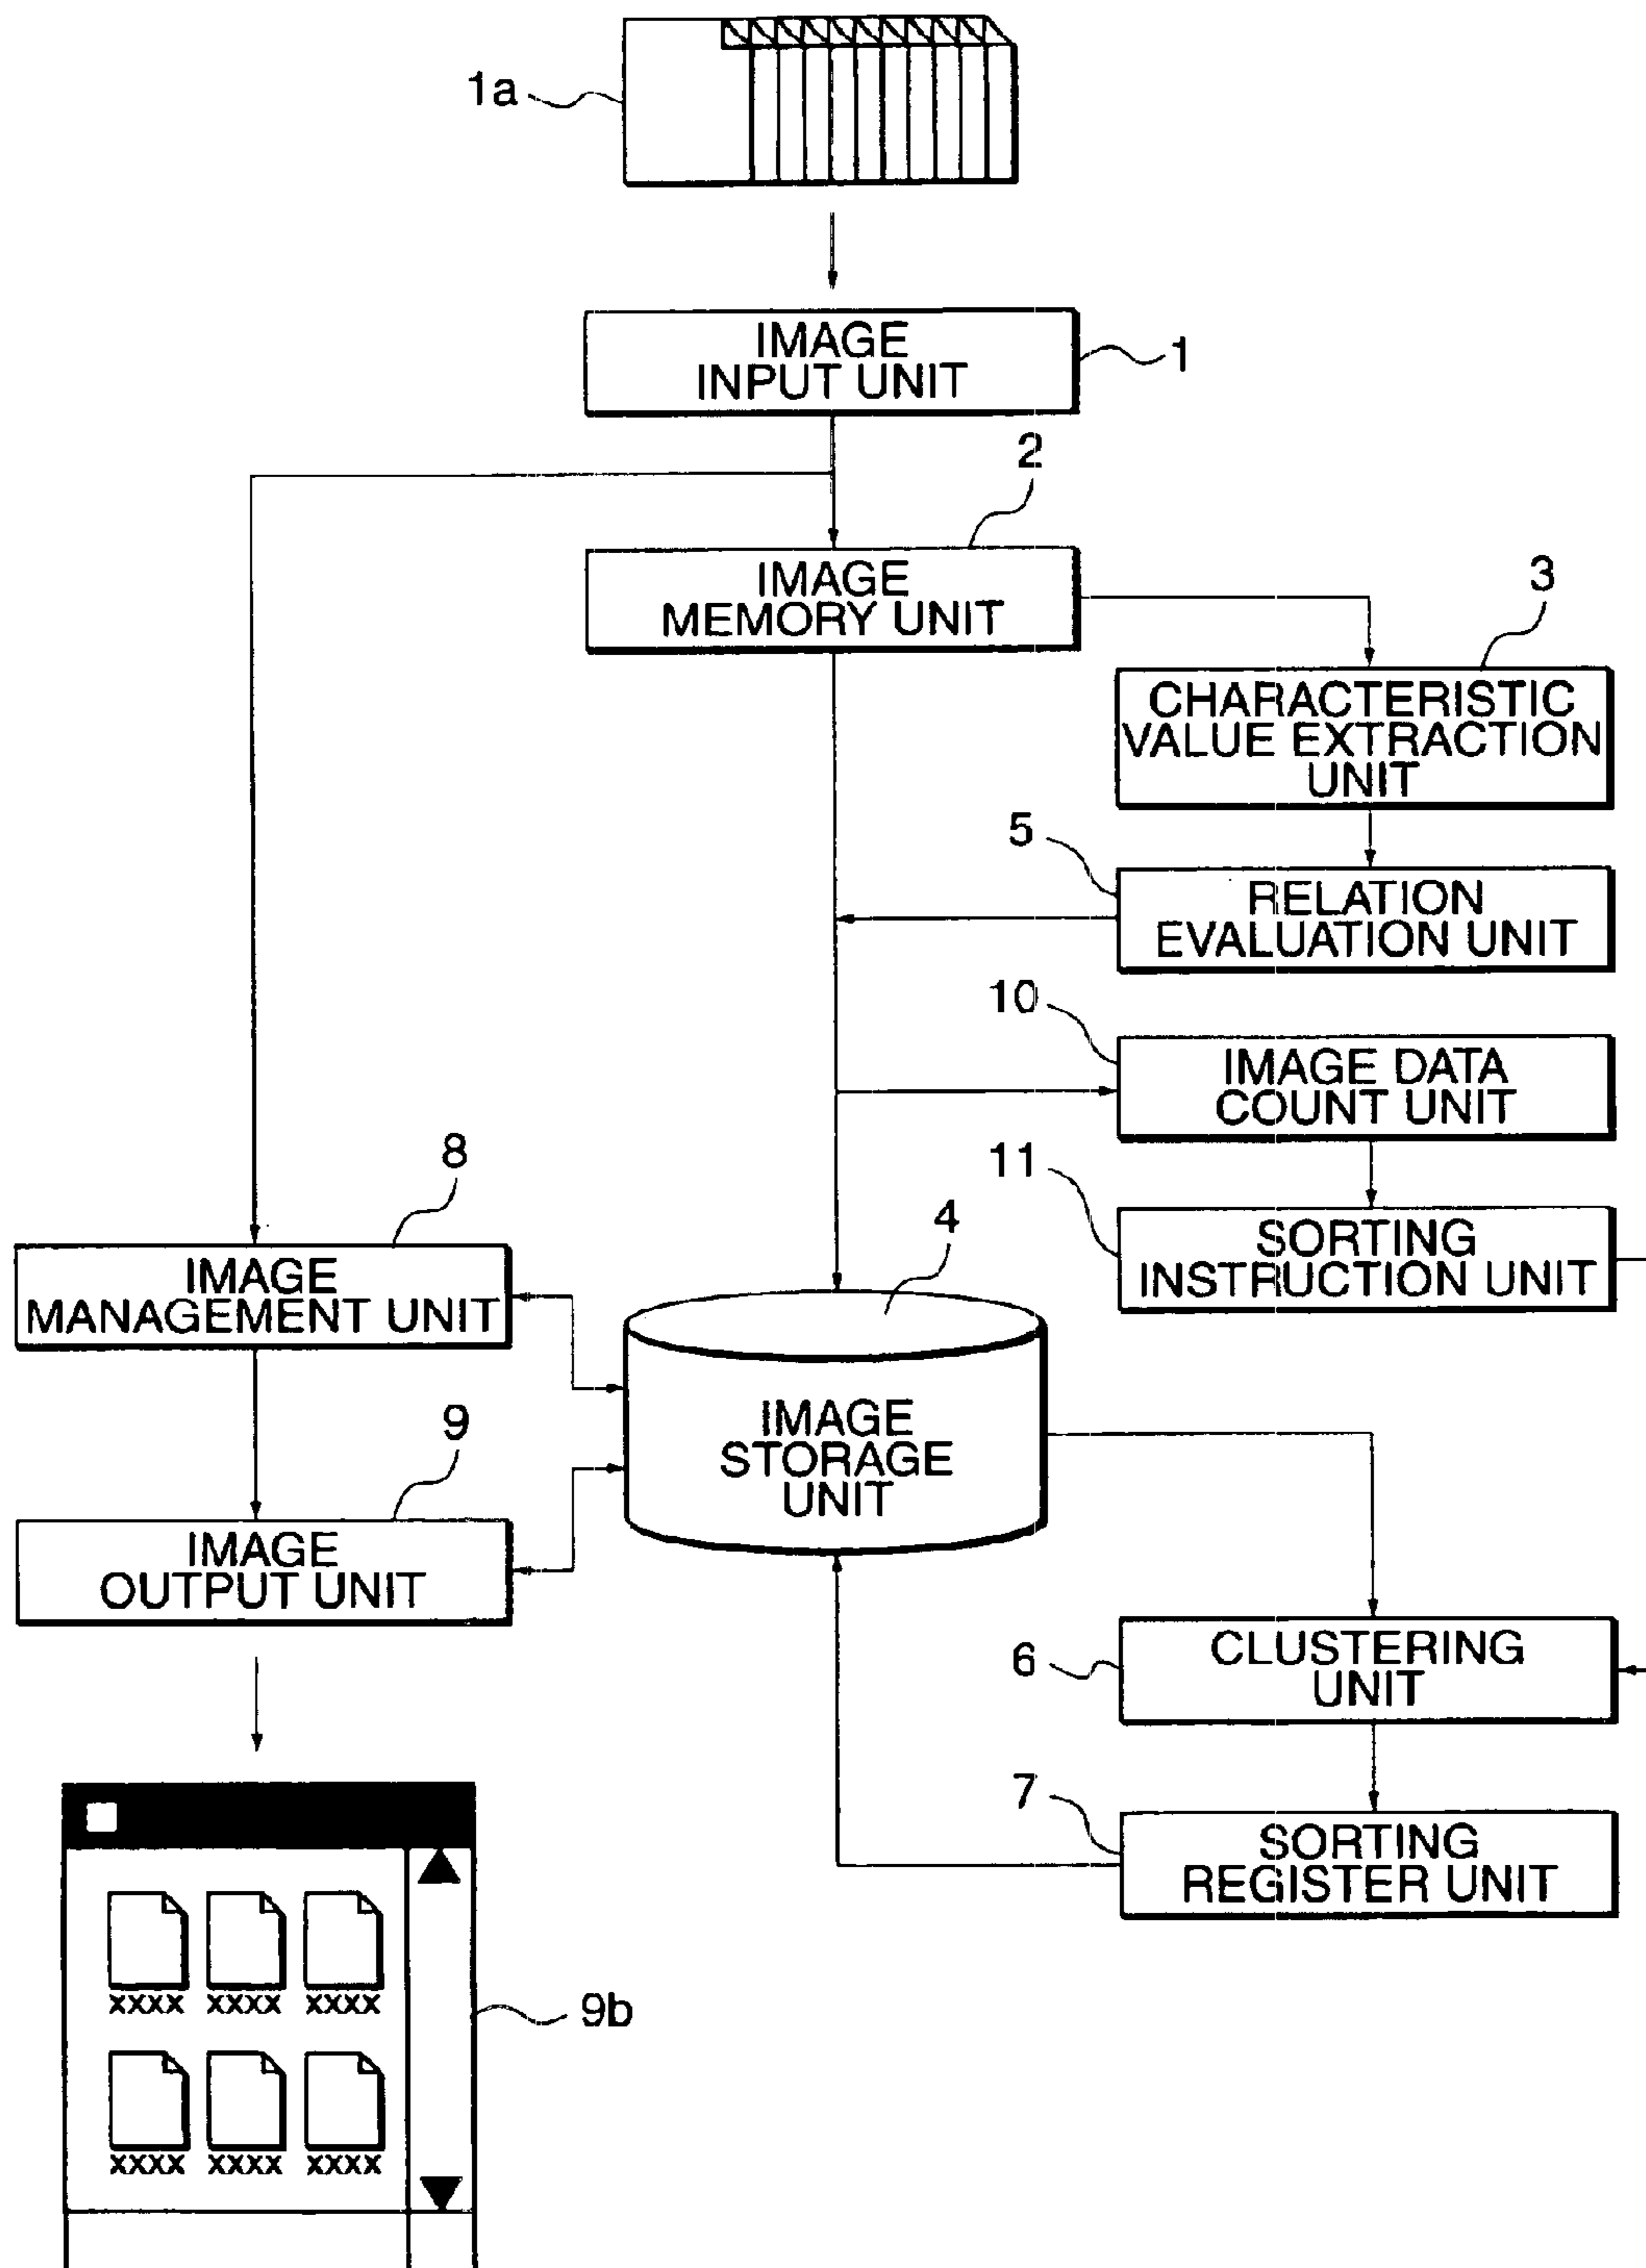 1a
IMAGE
INPUT UNIT
1
2
IMAGE
MEMORY UNIT
3
CHARACTERISTIC
VALUE EXTRACTION
UNIT
5
RELATION
EVALUATION UNIT
10
IMAGE DATA
COUNT UNIT
11
SORTING
INSTRUCTION UNIT
8
IMAGE
MANAGEMENT UNIT
4
IMAGE
STORAGE
UNIT
9
IMAGE
OUTPUT UNIT
6
CLUSTERING
UNIT
7
SORTING
REGISTER UNIT
XXXX XXXX XXXX
XXXX XXXX XXXX
9b